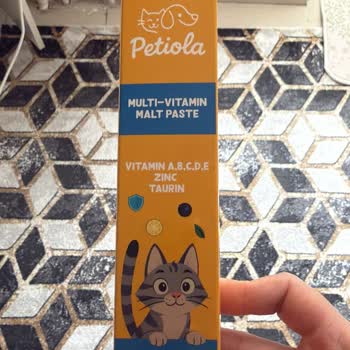 Petiola
MULTI-VITAMIN
MALT PASTE
VITAMIN A,B,C,D,E
ZINC
TAURIN